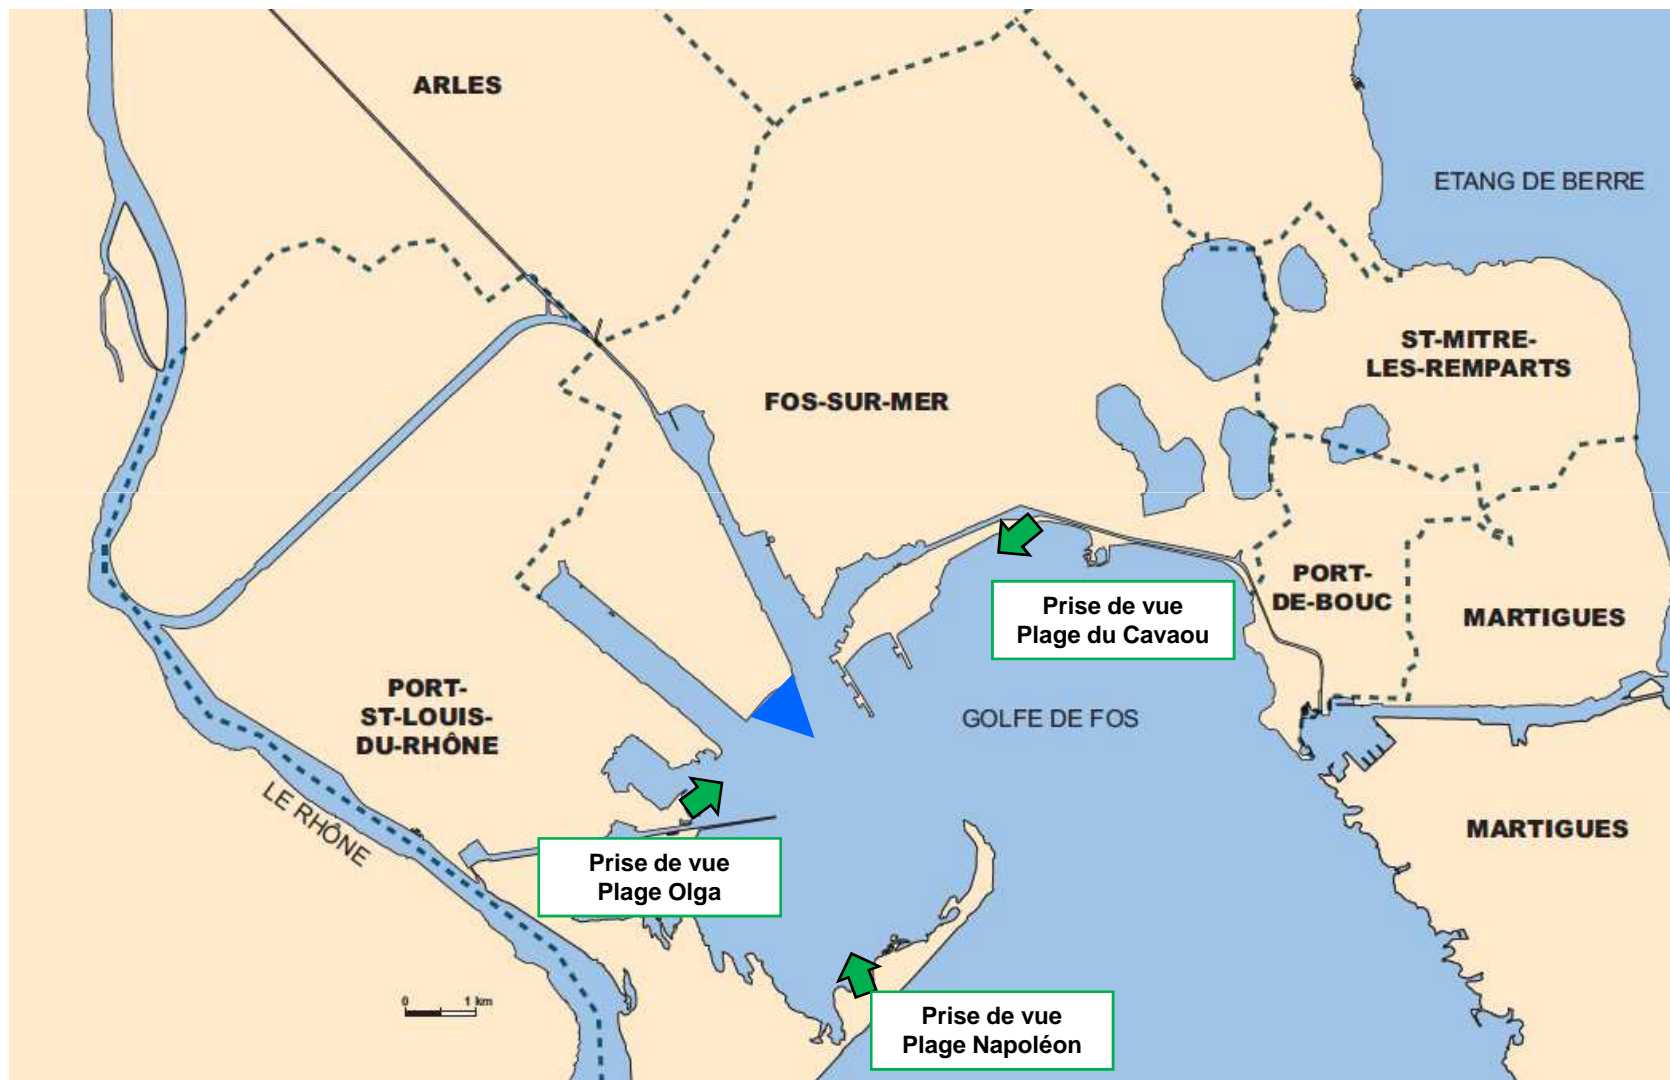 ARLES
ETANG DE BERRE
ST-MITRE-
LES-REMPARTS
FOS-SUR-MER
PORT-
DE-BOUC
MARTIGUES
Prise de vue
Plage du Cavaou
PORT-
ST-LOUIS-
DU-RHÔNE
GOLFE DE FOS
LE RHÔNE
MARTIGUES
Prise de vue
Plage Olga
0 1 km
Prise de vue
Plage Napoléon